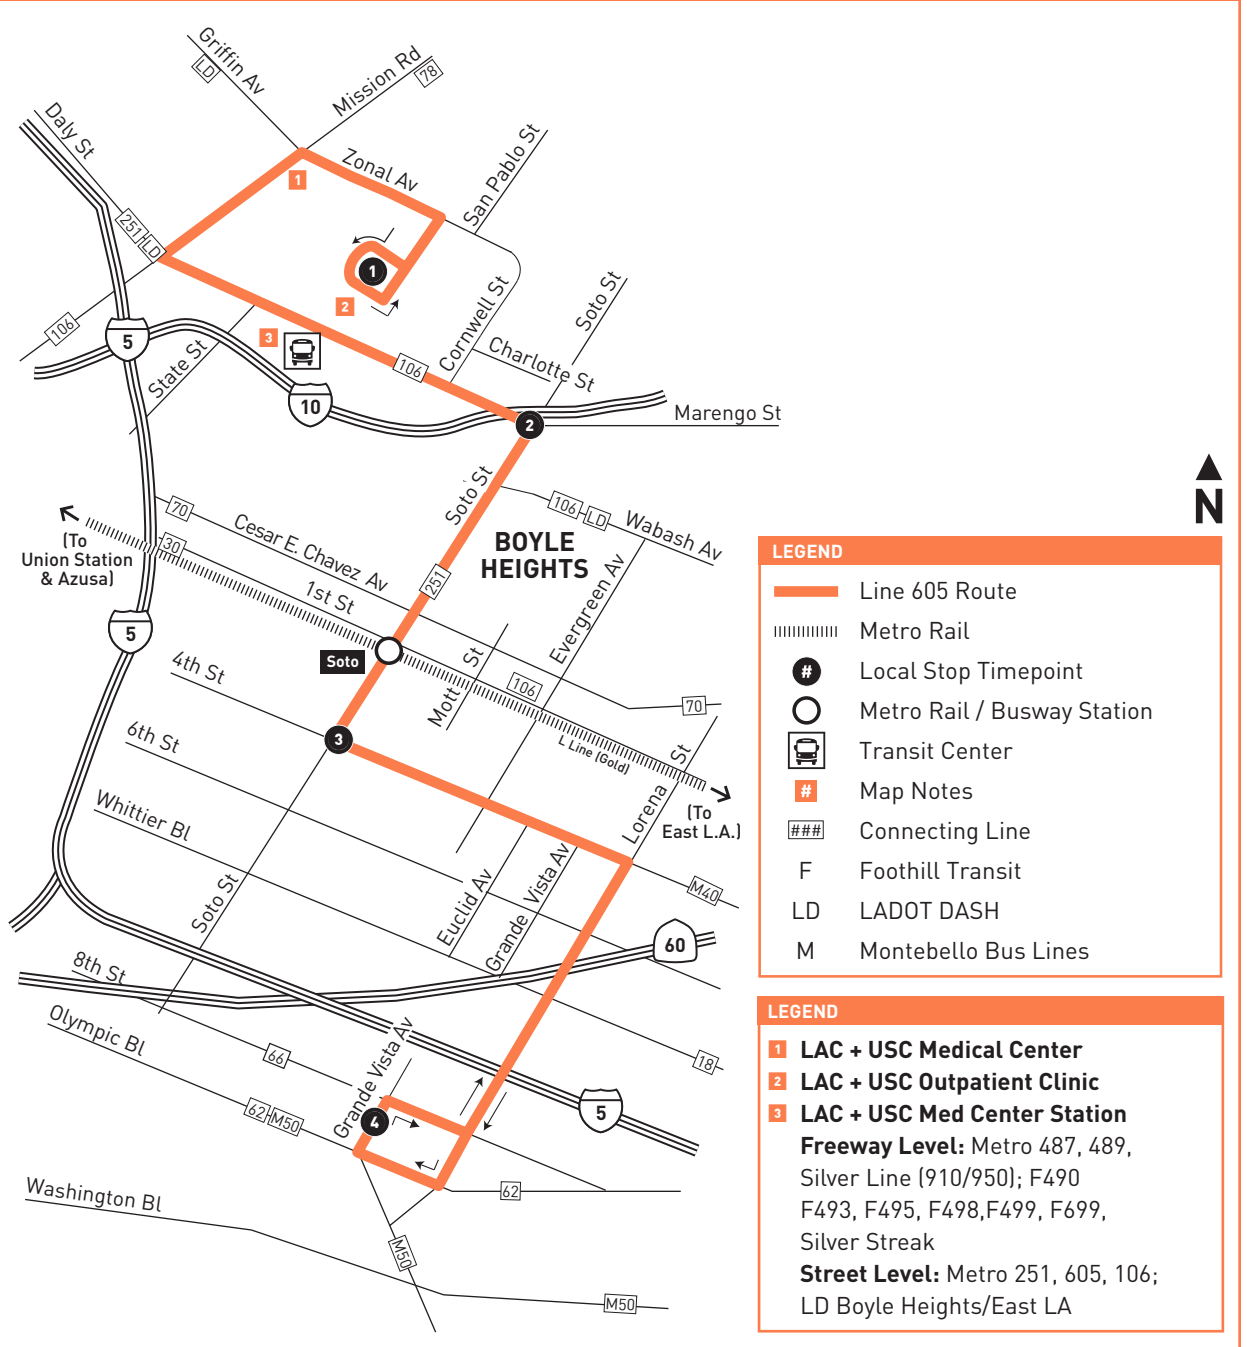 Griffin Av
LD
Mission Rd
78
Daly St
Zonal Av
San Pablo St
1
251
LD
1
2
Cornwell St
Soto St
106
5
3
State St
106
Charlotte St
10
2
Marengo St
N
Soto St
70
106
LD
Wabash Av
(To
Union Station
& Azusa)
30
Cesar E. Chavez Av
BOYLE
HEIGHTS
1st St
251
Evergreen Av
5
Soto
4th St
Mott St
106
70
3
6th St
L Line (Gold)
Lorena St
(To
East L.A.)
Whittier Bl
Soto St
Euclid Av
Grande Vista Av
M40
60
8th St
Olympic Bl
66
Grande Vista Av
18
62
M50
4
5
Washington Bl
62
M50
M50
LEGEND
Line 605 Route
Metro Rail
# Local Stop Timepoint
Metro Rail / Busway Station
Transit Center
# Map Notes
### Connecting Line
F Foothill Transit
LD LADOT DASH
M Montebello Bus Lines
LEGEND
1 LAC + USC Medical Center
2 LAC + USC Outpatient Clinic
3 LAC + USC Med Center Station
Freeway Level: Metro 487, 489,
Silver Line (910/950); F490
F493, F495, F498,F499, F699,
Silver Streak
Street Level: Metro 251, 605, 106;
LD Boyle Heights/East LA